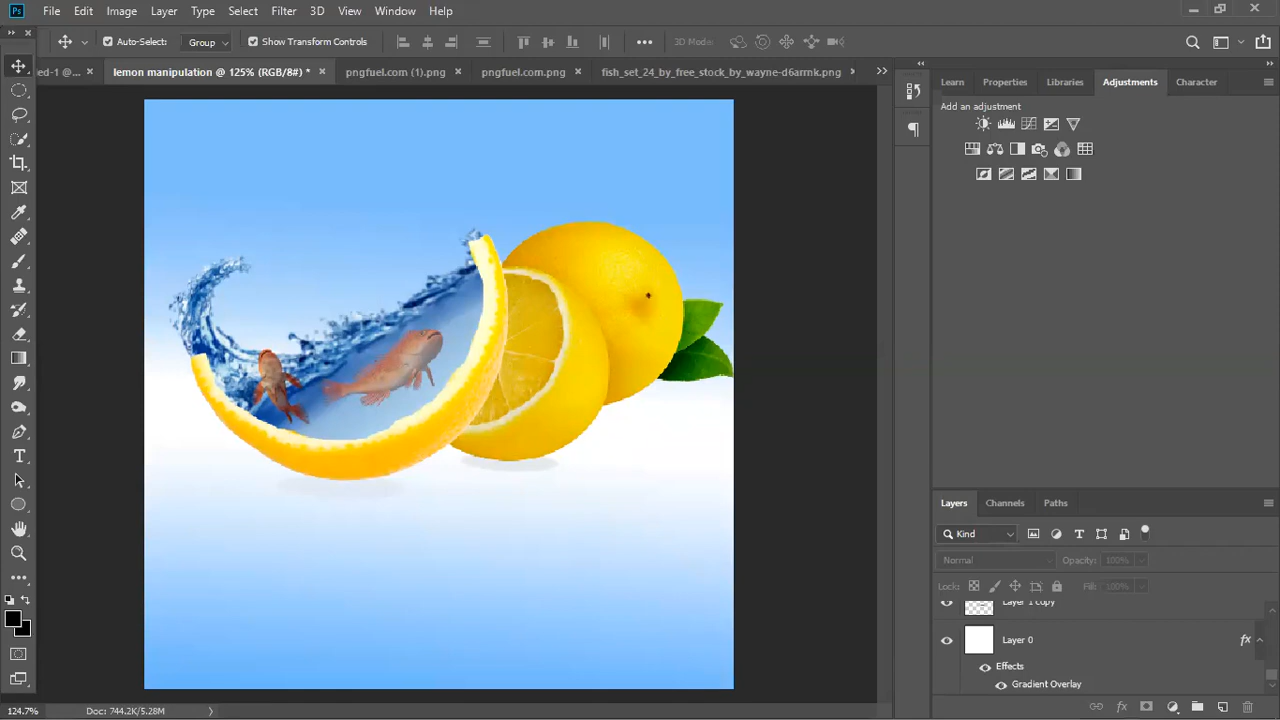 Ps File Edit Image Layer Type Select Filter 3D View Window Help
Auto-Select: Group Show Transform Controls 3D Mode
ed-1 @... lemon manipulation @ 125% (RGB/8#) * pngfuel.com (1).png pngfuel.com.png fish_set_24_by_free_stock_by_wayne-d6arrnk.png
Learn Properties Libraries Adjustments Character
Add an adjustment
Layers Channels Paths
Kind
Normal Opacity: 100%
Lock: Fill: 100%
Layer 1 copy
Layer 0 fx
Effects
Gradient Overlay
124.7% Doc: 744.2K/5.28M